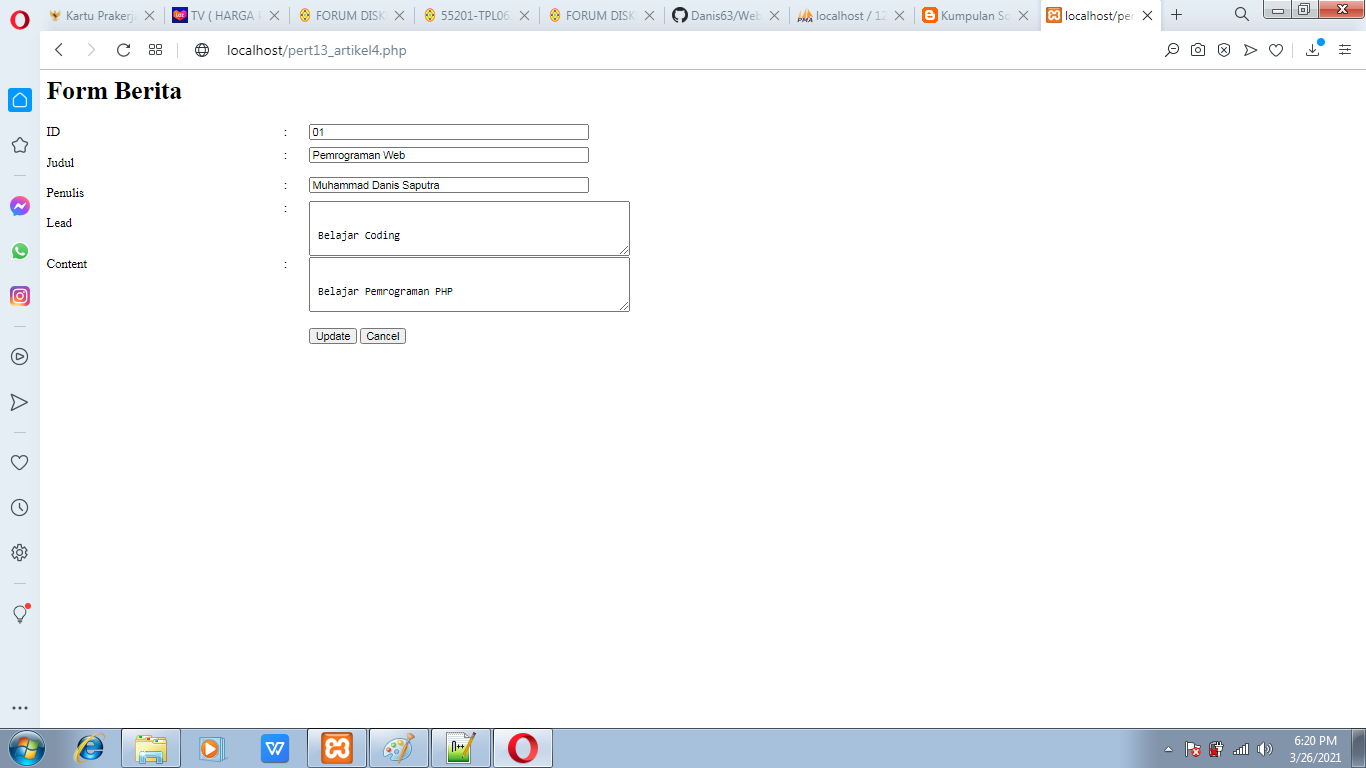 Kartu Prakerj
TV ( HARGA
FORUM DISK
55201-TPL06
FORUM DISK
Danis63/Web
localhost / 12
Kumpulan So
localhost/per
localhost/pert13_artikel4.php
Form Berita
ID : 01
Judul : Pemrograman Web
Penulis : Muhammad Danis Saputra
Lead : Belajar Coding
Content : Belajar Pemrograman PHP
Update Cancel
6:20 PM
3/26/2021